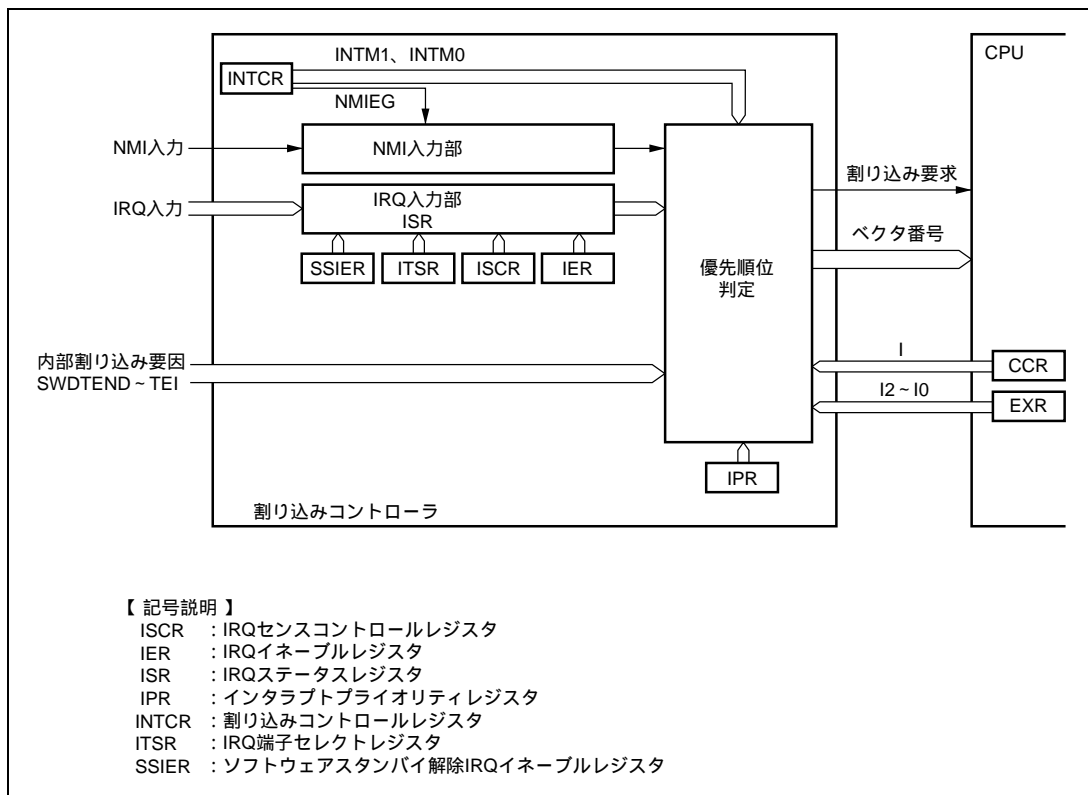 INTM1、INTM0
CPU
INTCR
NMIEG
NMI入力
NMI入力部
割り込み要求
IRQ入力
IRQ入力部
ISR
ベクタ番号
SSIER
ITSR
ISCR
IER
優先順位
判定
内部割り込み要因
SWDTEND～TEI
I
CCR
I2～I0
EXR
IPR
割り込みコントローラ
【 記号説明 】
ISCR ：IRQセンスコントロールレジスタ
IER ：IRQイネーブルレジスタ
ISR ：IRQステータスレジスタ
IPR ：インタラプトプライオリティレジスタ
INTCR ：割り込みコントロールレジスタ
ITSR ：IRQ端子セレクトレジスタ
SSIER ：ソフトウェアスタンバイ解除IRQイネーブルレジスタ